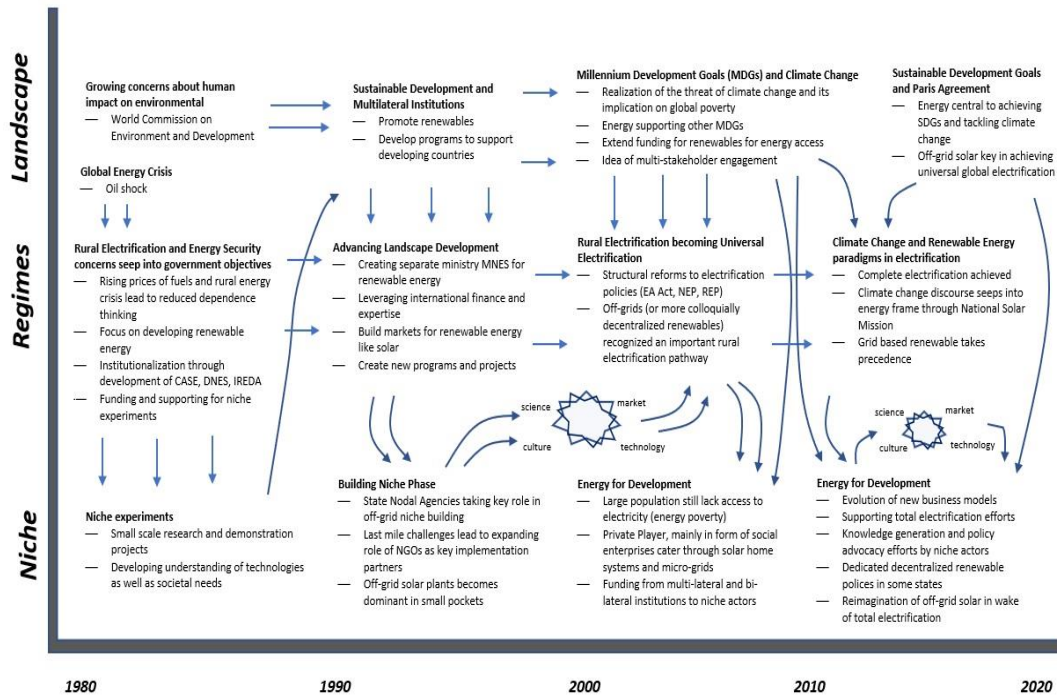 Landscape
Growing concerns about human
impact on environmental
— World Commission on
Environment and Development
Global Energy Crisis
— Oil shock
Sustainable Development and
Multilateral Institutions
— Promote renewables
— Develop programs to support
developing countries
Millennium Development Goals (MDGs) and Climate Change
— Realization of the threat of climate change and its
implication on global poverty
— Energy supporting other MDGs
— Extend funding for renewables for energy access
— Idea of multi-stakeholder engagement
Sustainable Development Goals
and Paris Agreement
— Energy central to achieving
SDGs and tackling climate
change
— Off-grid solar key in achieving
universal global electrification
Regimes
Rural Electrification and Energy Security
concerns seep into government objectives
— Rising prices of fuels and rural energy
crisis lead to reduced dependence
thinking
— Focus on developing renewable
energy
— Institutionalization through
development of CASE, DNES, IREDA
— Funding and supporting for niche
experiments
Advancing Landscape Development
— Creating separate ministry MNES for
renewable energy
— Leveraging international finance and
expertise
— Build markets for renewable energy
like solar
— Create new programs and projects
Rural Electrification becoming Universal
Electrification
— Structural reforms to electrification
policies (EA Act, NEP, REP)
— Off-grids (or more colloquially
decentralized renewables)
recognized an important rural
electrification pathway
Climate Change and Renewable Energy
paradigms in electrification
— Complete electrification achieved
— Climate change discourse seeps into
energy frame through National Solar
Mission
— Grid based renewable takes
precedence
science
market
culture
technology
science
market
culture
technology
Niche
Niche experiments
— Small scale research and demonstration
projects
— Developing understanding of technologies
as well as societal needs
Building Niche Phase
— State Nodal Agencies taking key role in
off-grid niche building
— Last mile challenges lead to expanding
role of NGOs as key implementation
partners
— Off-grid solar plants becomes
dominant in small pockets
Energy for Development
— Large population still lack access to
electricity (energy poverty)
— Private Player, mainly in form of social
enterprises cater through solar home
systems and micro-grids
— Funding from multi-lateral and bi-
lateral institutions to niche actors
Energy for Development
— Evolution of new business models
— Supporting total electrification efforts
— Knowledge generation and policy
advocacy efforts by niche actors
— Dedicated decentralized renewable
polices in some states
— Reimagination of off-grid solar in wake
of total electrification
1980
1990
2000
2010
2020